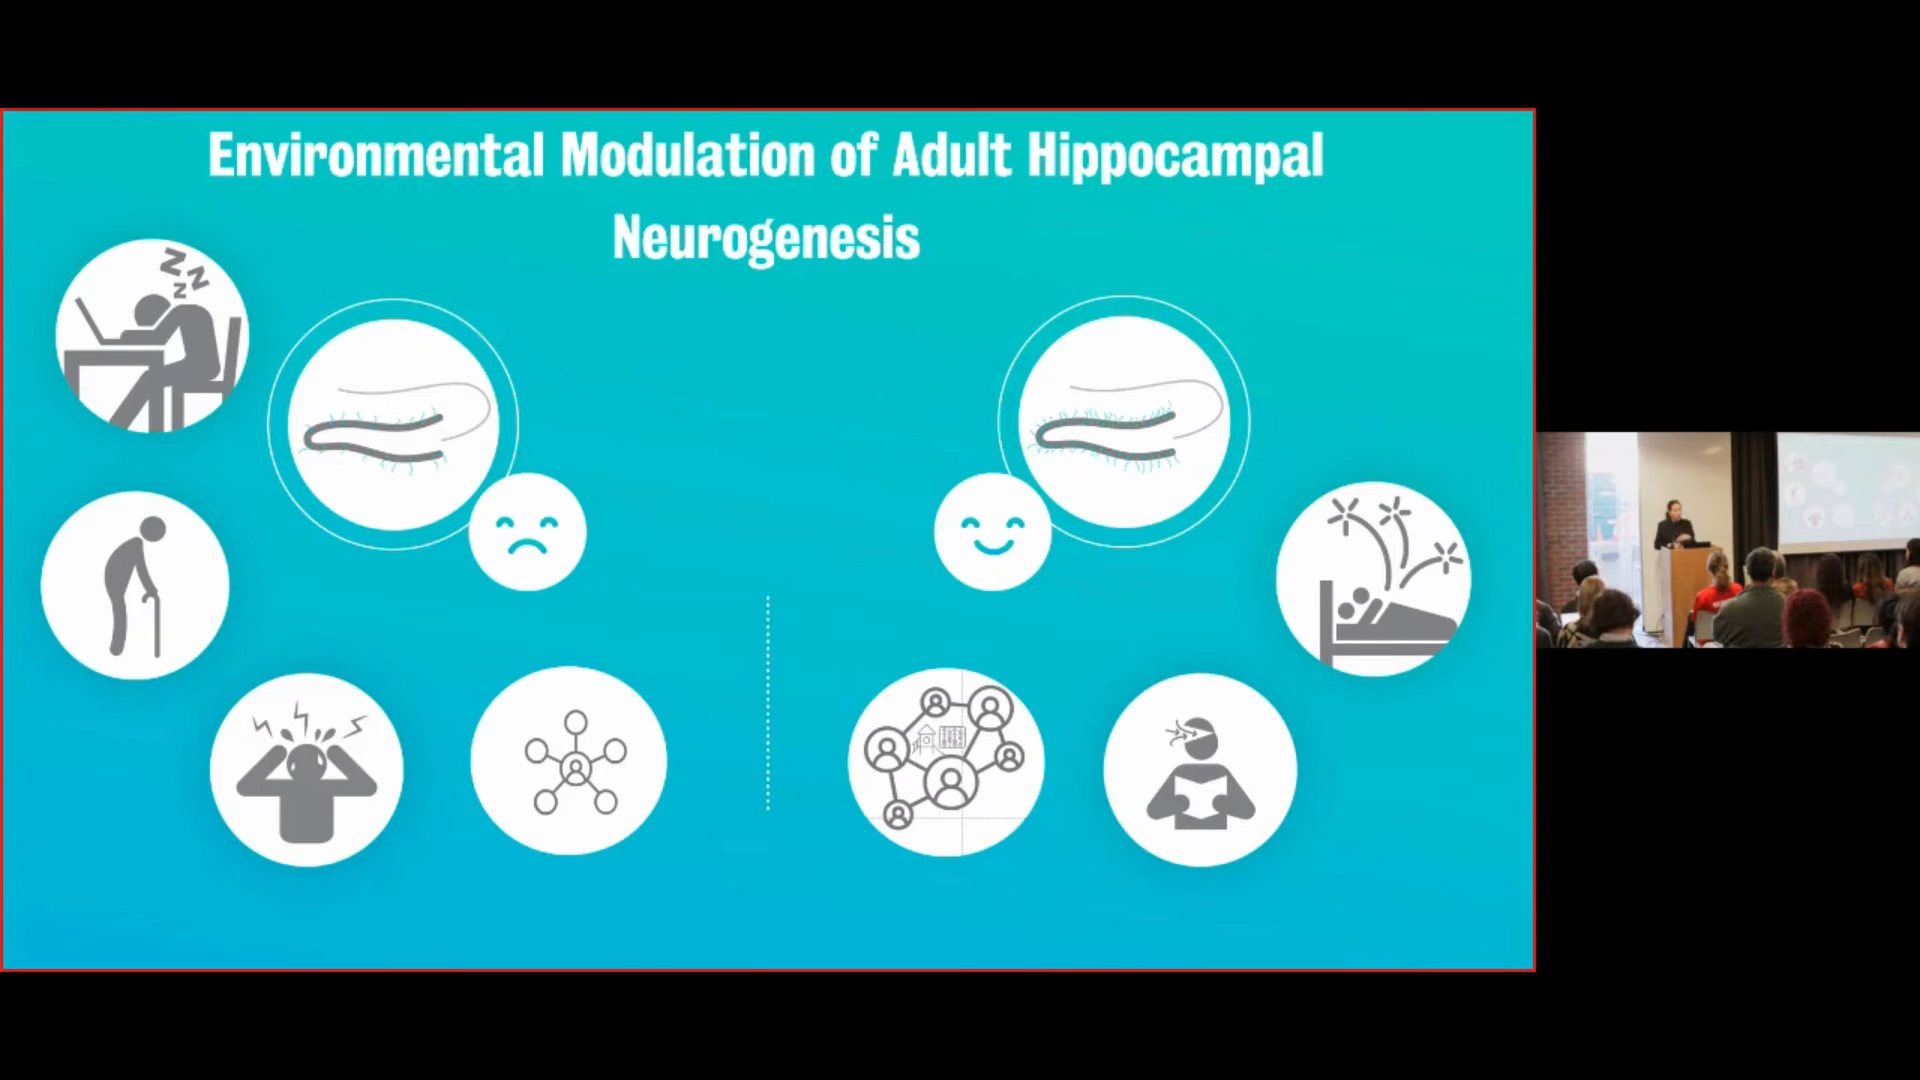 Environmental Modulation of Adult Hippocampal
Neurogenesis
Z Z
Z